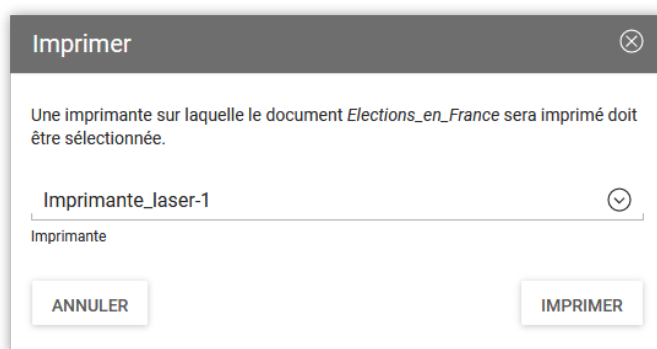 Imprimer
Une imprimante sur laquelle le document Elections_en_France sera imprimé doit
être sélectionnée.
Imprimante_laser-1
Imprimante
ANNULER
IMPRIMER